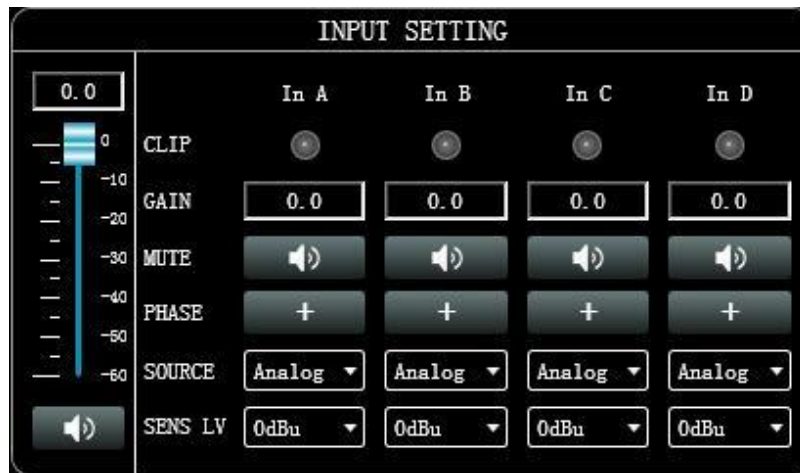 INPUT SETTING
0.0
In A In B In C In D
0
CLIP
-10
GAIN 0.0 0.0 0.0 0.0
-20
-30 MUTE
-40
PHASE + + + +
-50
-60 SOURCE Analog Analog Analog Analog
SENS LV 0dBu 0dBu 0dBu 0dBu